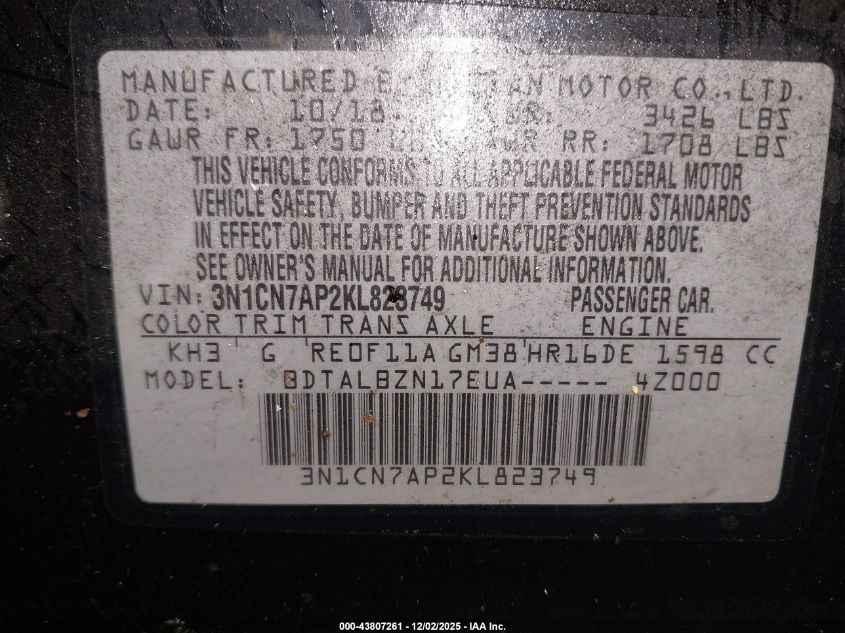 MANUFACTURED MOTOR CO., LTD.
DATE: 10/18 3426 LBS
GAWR FR: 1750 RR: 1708 LBS
THIS VEHICLE CONFORMS TO ALL APPLICABLE FEDERAL MOTOR
VEHICLE SAFETY, BUMPER AND THEFT PREVENTION STANDARDS
IN EFFECT ON THE DATE OF MANUFACTURE SHOWN ABOVE.
SEE OWNER'S MANUAL FOR ADDITIONAL INFORMATION.
VIN: 3N1CN7AP2KL823749 PASSENGER CAR.
COLOR TRIM TRANS AXLE ENGINE
KH3 G RE0F11A GM38 HR16DE 1598 CC
MODEL: BDTALBZN17EUA----- 4Z000
3N1CN7AP2KL823749
000-43807261 - 12/02/2025 - IAA Inc.